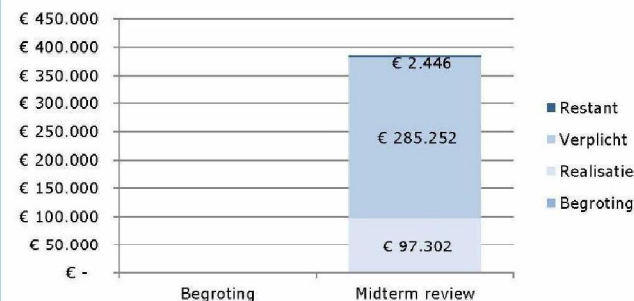 € 450.000
€ 400.000
€ 350.000
€ 300.000
€ 250.000
€ 200.000
€ 150.000
€ 100.000
€ 50.000
€ -
€ 2.446
€ 285.252
€ 97.302
Begroting
Midterm review
Restant
Verplicht
Realisatie
Begroting